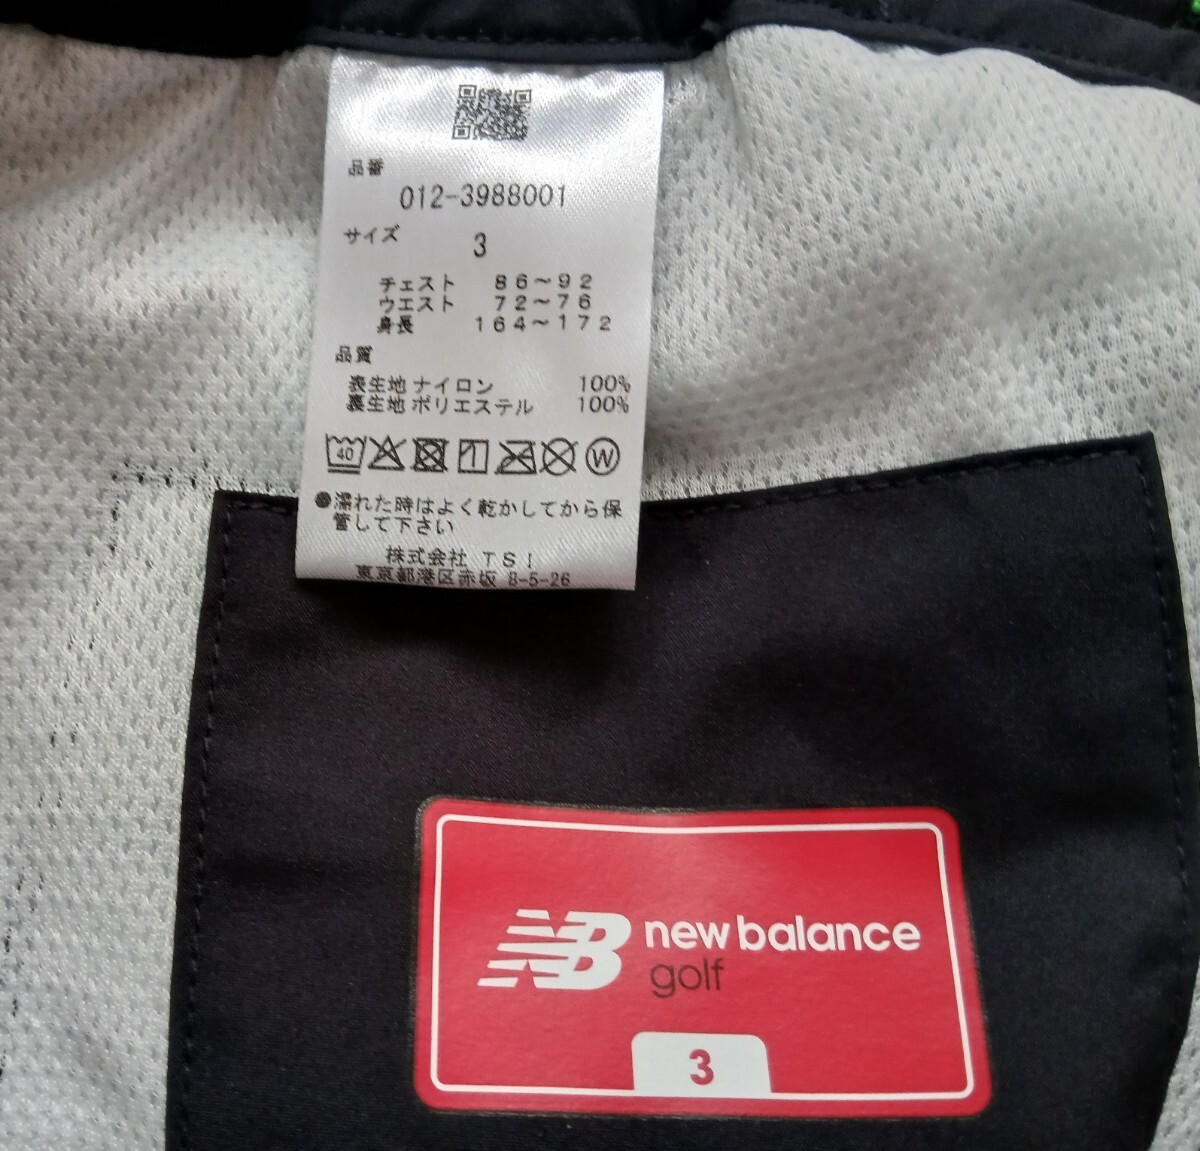 品番
012-3988001
サイズ 3
チェスト 86～92
ウエスト 72～76
身長 164～172
品質
表生地 ナイロン 100%
裏生地 ポリエステル 100%
40 W
●濡れた時はよく乾かしてから保
管して下さい
株式会社 TSI
東京都港区赤坂 8-5-26
NB new balance
golf
3